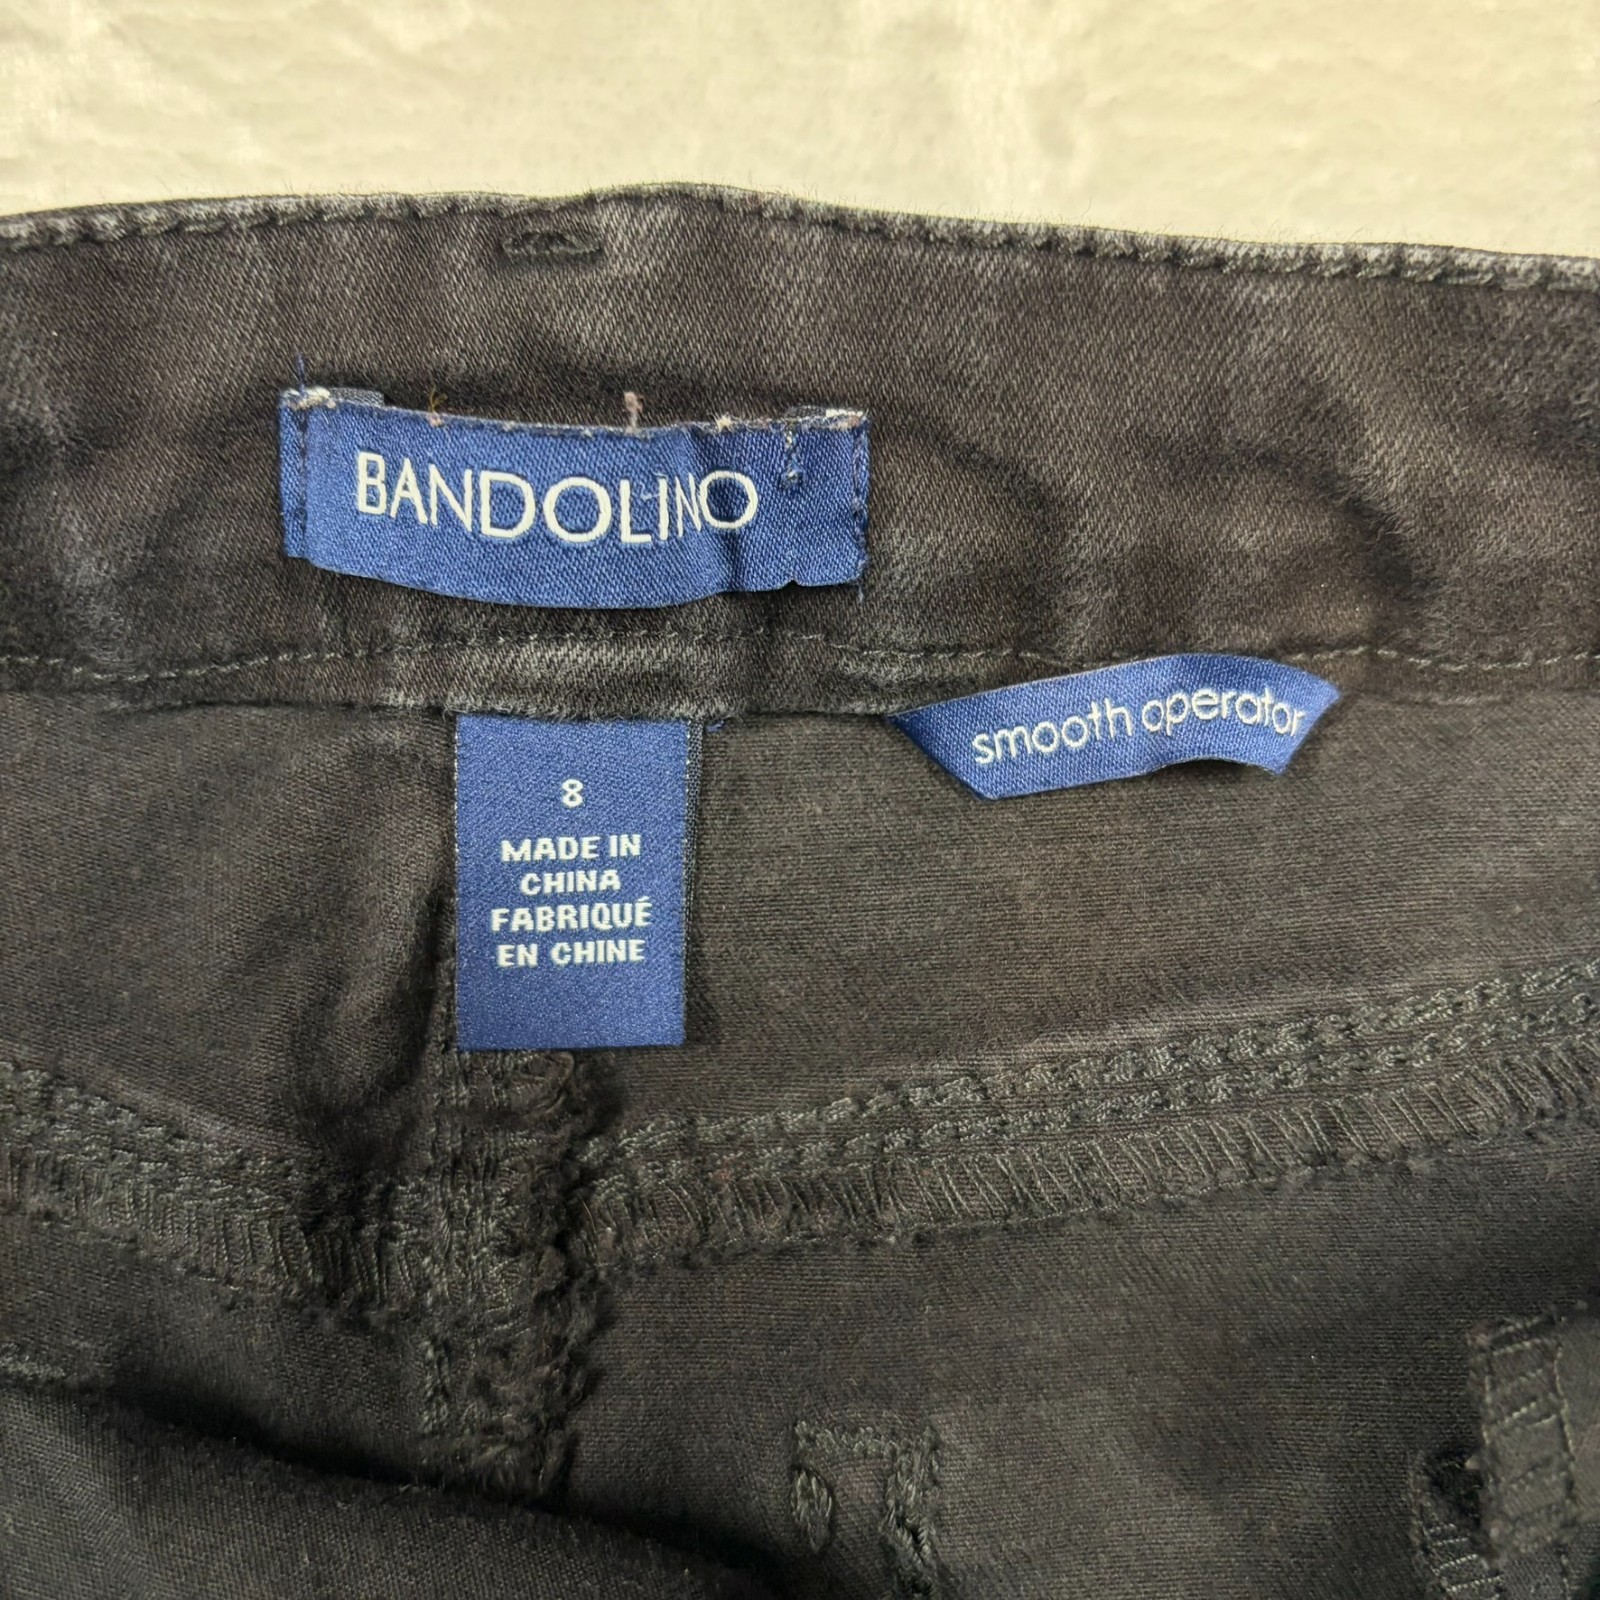 BANDOLINO
smooth operator
8
MADE IN
CHINA
FABRIQUÉ
EN CHINE